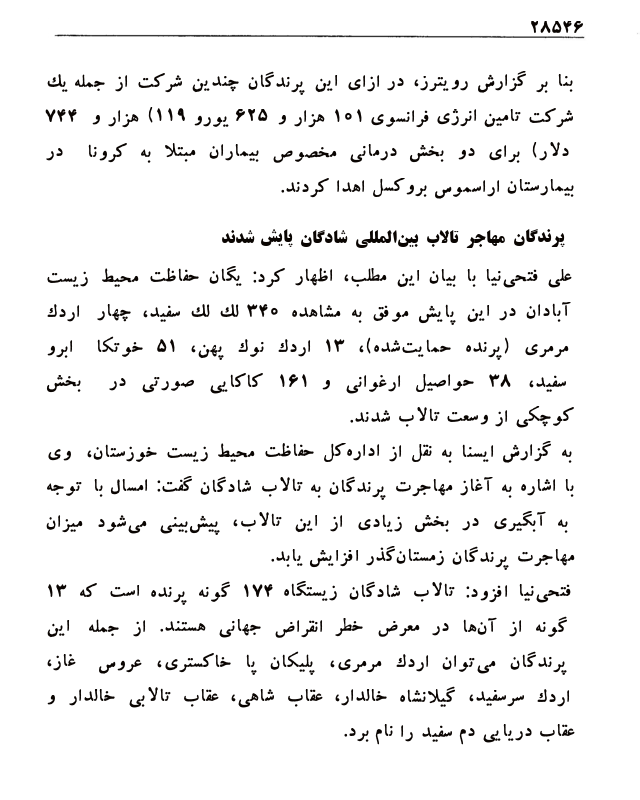 ۲۸۵۴۶
بنا بر گزارش رویترز، در ازای این پرندگان چندین شرکت از جمله یك
شرکت تامین انرژی فرانسوی ۱۰۱ هزار و ۶۲۵ یورو ۱۱۹) هزار و ۷۴۴
دلار) برای دو بخش درمانی مخصوص بیماران مبتلا به کرونا در
بیمارستان اراسموس بروکسل اهدا کردند.
پرندگان مهاجر تالاب بین‌المللی شادگان پایش شدند
علی فتحی‌نیا با بیان این مطلب، اظهار کرد: یگان حفاظت محیط زیست
آبادان در این پایش موفق به مشاهده ۳۴۰ لك لك سفید، چهار اردك
مرمری (پرنده حمایت‌شده)، ۱۳ اردك نوك پهن، ۵۱ خوتکا ابرو
سفید، ۳۸ حواصیل ارغوانی و ۱۶۱ کاکایی صورتی در بخش
کوچکی از وسعت تالاب شدند.
به گزارش ایسنا به نقل از اداره‌کل حفاظت محیط زیست خوزستان، وی
با اشاره به آغاز مهاجرت پرندگان به تالاب شادگان گفت: امسال با توجه
به آبگیری در بخش زیادی از این تالاب، پیش‌بینی می‌شود میزان
مهاجرت پرندگان زمستان‌گذر افزایش یابد.
فتحی‌نیا افزود: تالاب شادگان زیستگاه ۱۷۴ گونه پرنده است که ۱۳
گونه از آن‌ها در معرض خطر انقراض جهانی هستند. از جمله این
پرندگان می‌توان اردك مرمری، پلیکان پا خاکستری، عروس غاز،
اردك سرسفید، گیلانشاه خالدار، عقاب شاهی، عقاب تالابی خالدار و
عقاب دریایی دم سفید را نام برد.